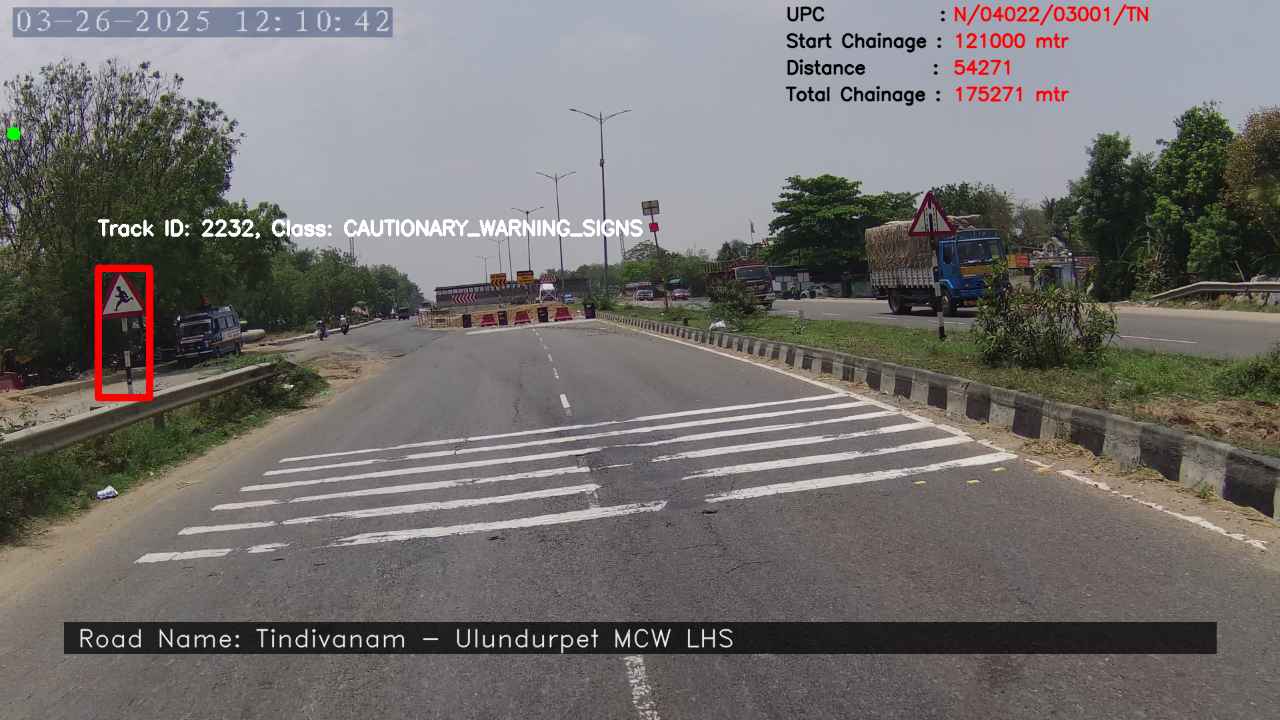 03-26-2025 12:10:42
UPC : N/04022/03001/TN
Start Chainage : 121000 mtr
Distance : 54271
Total Chainage : 175271 mtr
Track ID: 2232, Class: CAUTIONARY_WARNING_SIGNS
Road Name: Tindivanam - Ulundurpet MCW LHS